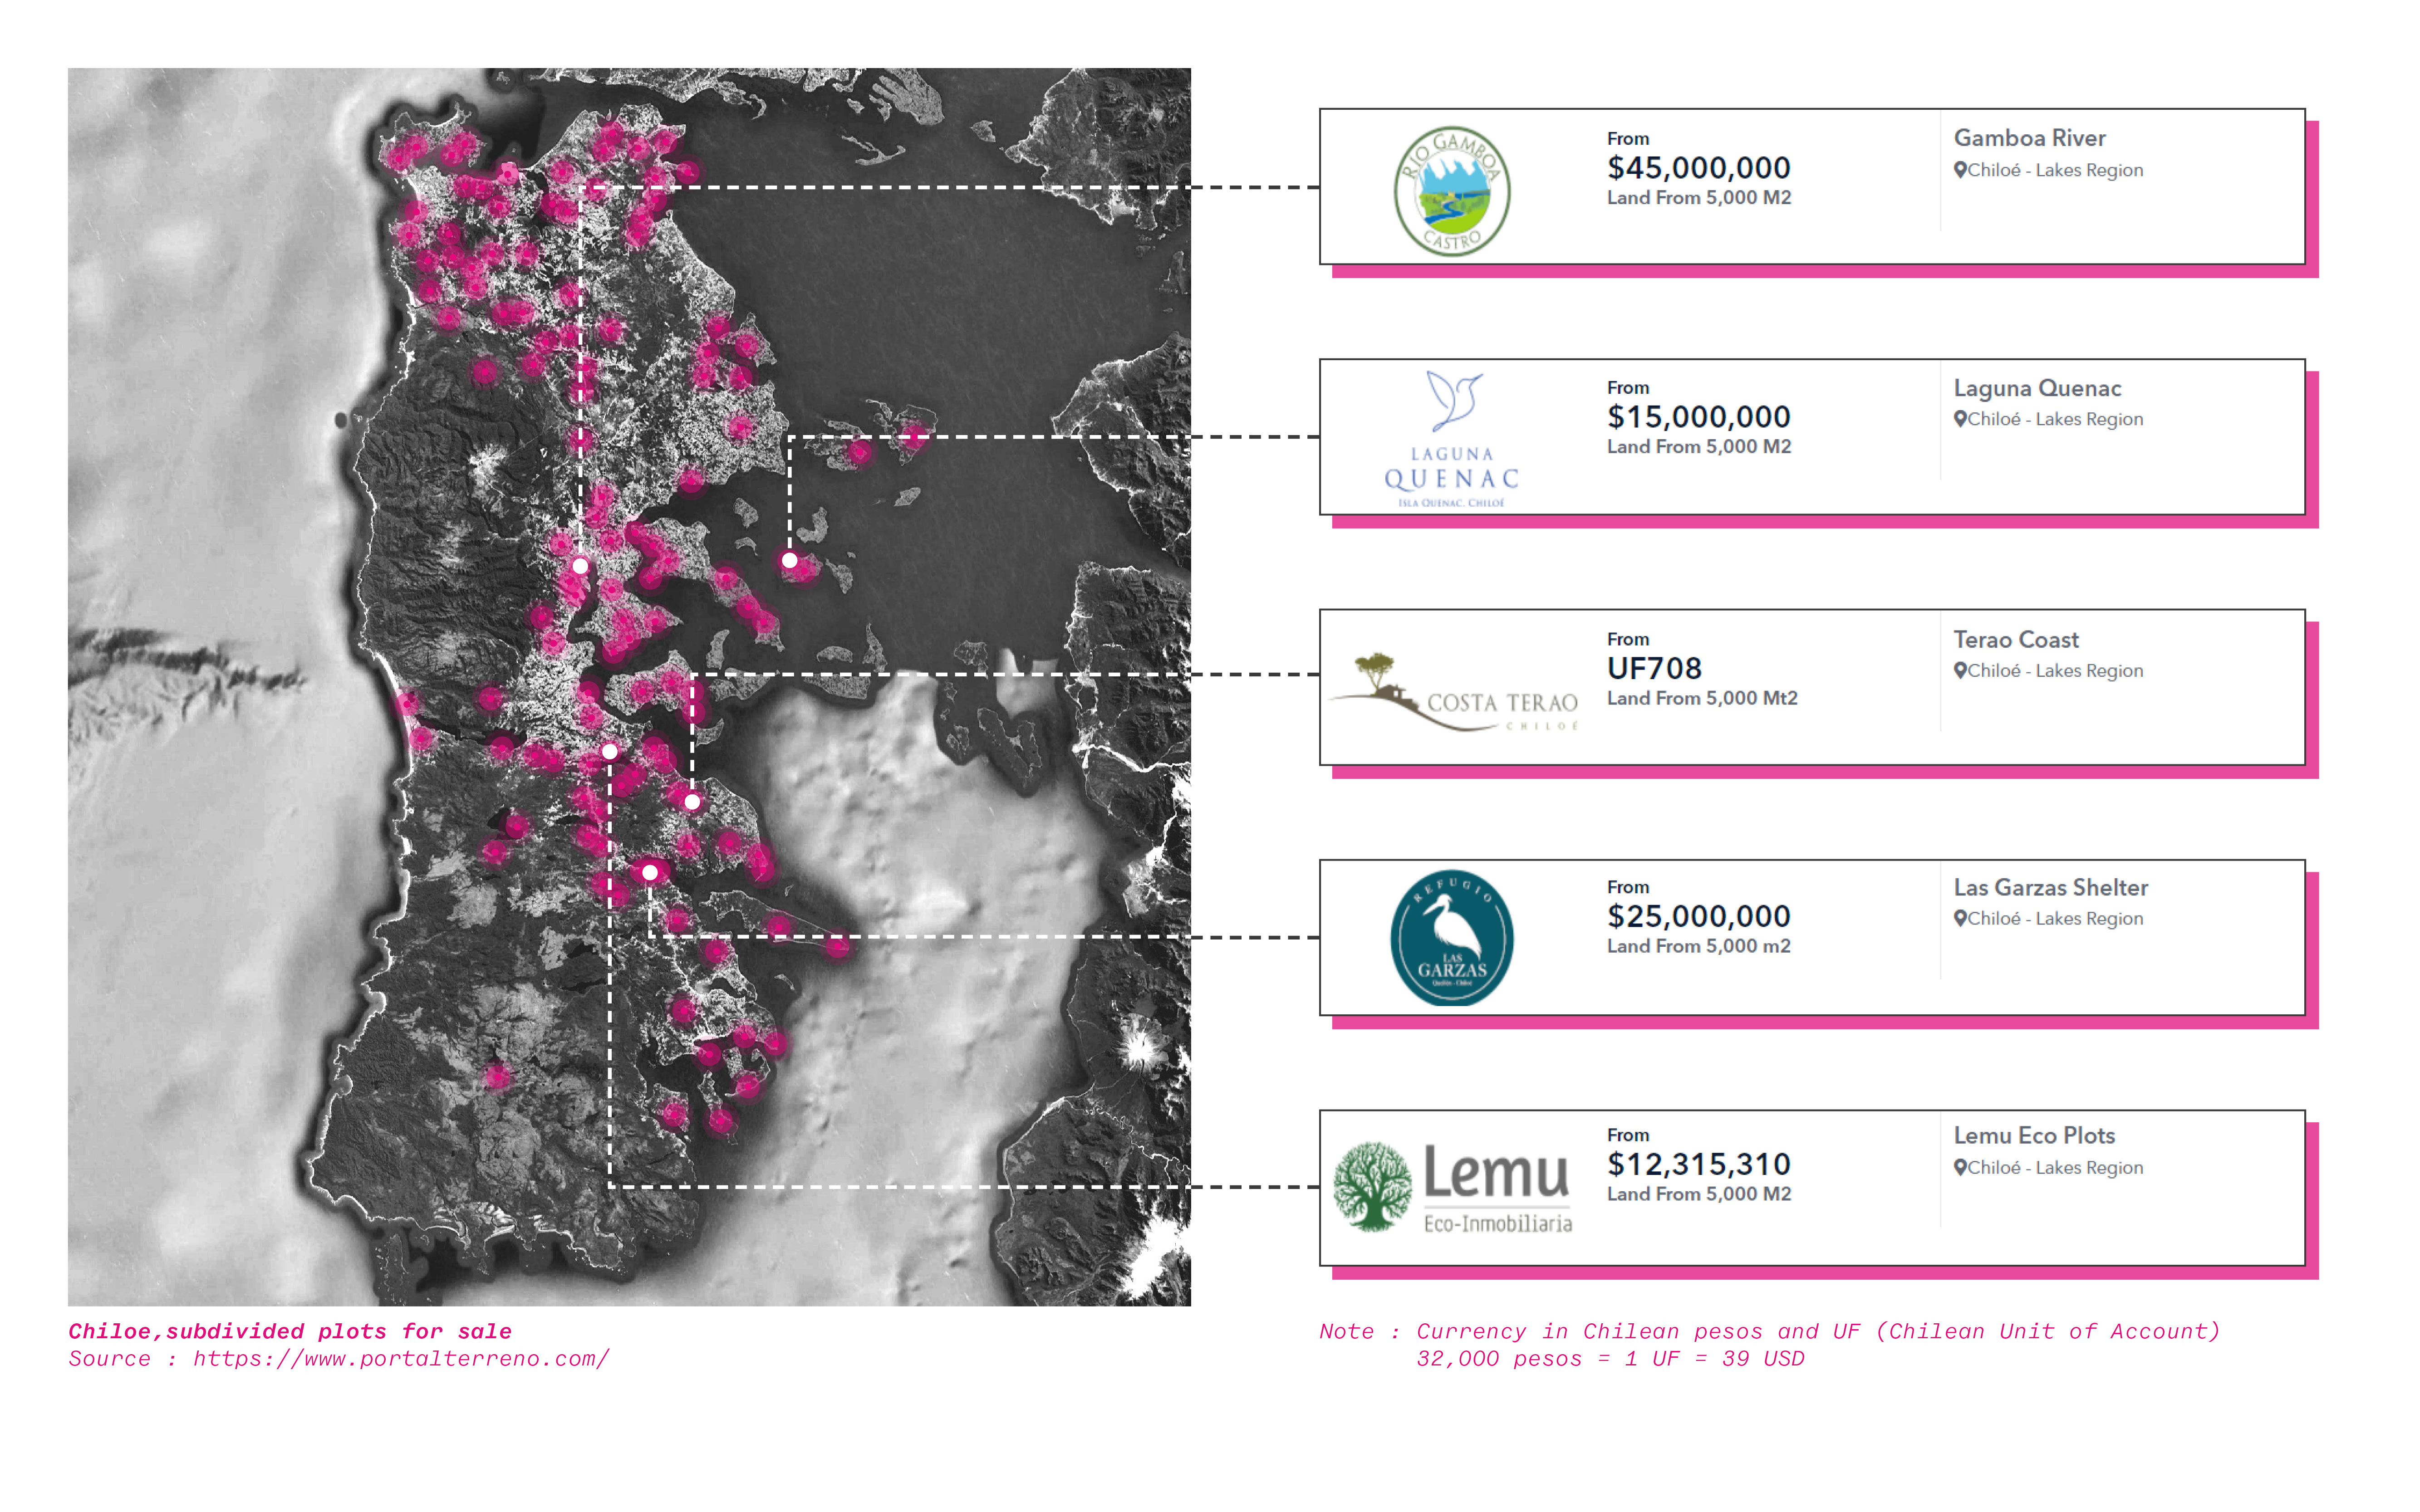 RIO GAMBOA
CASTRO
From
$45,000,000
Land From 5,000 M2
Gamboa River
Chiloé - Lakes Region
LAGUNA
QUENAC
ISLA QUENAC, CHILOÉ
From
$15,000,000
Land From 5,000 M2
Laguna Quenac
Chiloé - Lakes Region
COSTA TERAO
CHILOÉ
From
UF708
Land From 5,000 Mt2
Terao Coast
Chiloé - Lakes Region
REFUGIO
LAS
GARZAS
From
$25,000,000
Land From 5,000 m2
Las Garzas Shelter
Chiloé - Lakes Region
Lemu
Eco-Inmobiliaria
From
$12,315,310
Land From 5,000 M2
Lemu Eco Plots
Chiloé - Lakes Region
Chiloe,subdivided plots for sale
Source : https://www.portalterreno.com/
Note : Currency in Chilean pesos and UF (Chilean Unit of Account)
32,000 pesos = 1 UF = 39 USD